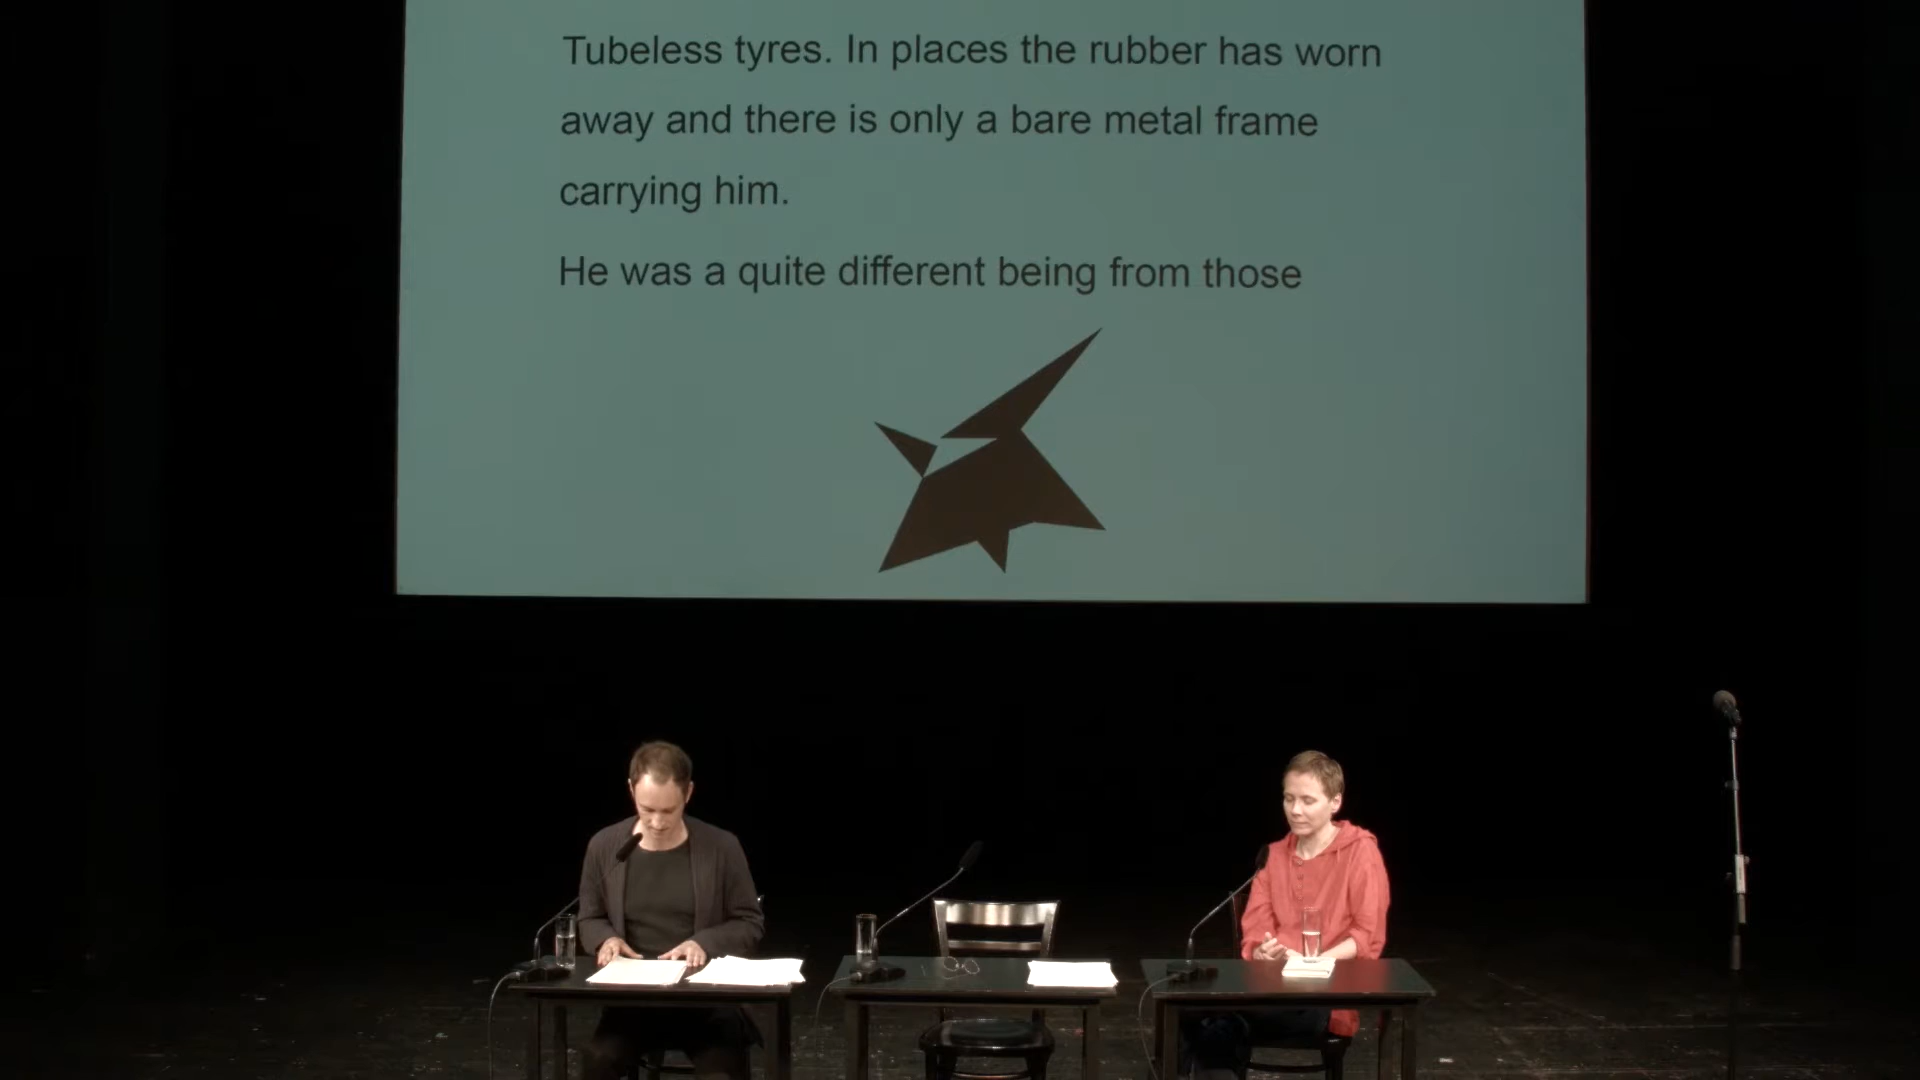 Tubeless tyres. In places the rubber has worn
away and there is only a bare metal frame
carrying him.
He was a quite different being from those